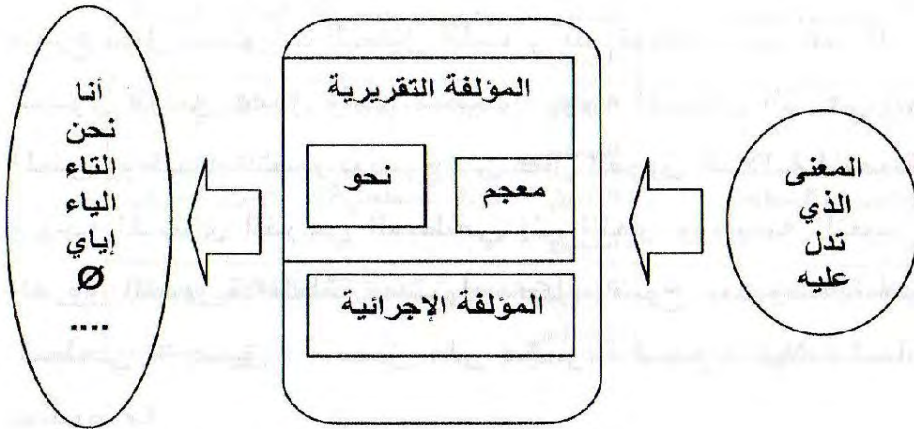 المعنى
الذي
تدل
عليه
المؤلفة التقريرية
معجم
نحو
المؤلفة الإجرائية
أنا
نحن
التاء
الياء
إياي
Ø
....